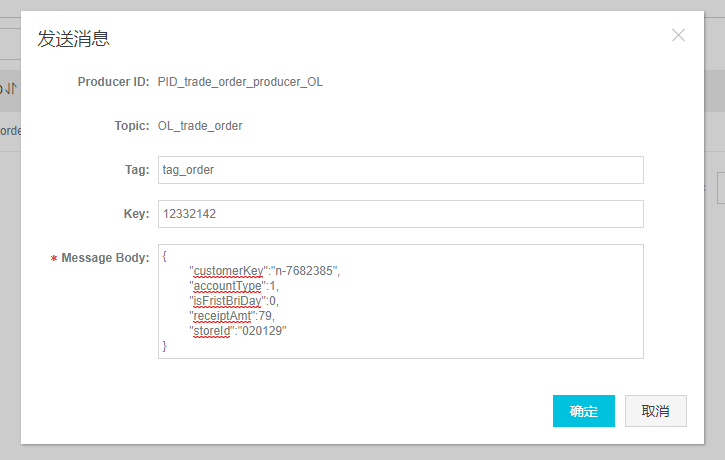 发送消息
Producer ID: PID_trade_order_producer_OL
Topic: OL_trade_order
Tag: tag_order
Key: 12332142
* Message Body: {
"customerKey":"n-7682385",
"accountType":1,
"isFristBriDay":0,
"receiptAmt":79,
"storeId":"020129"
}
orde
确定 取消